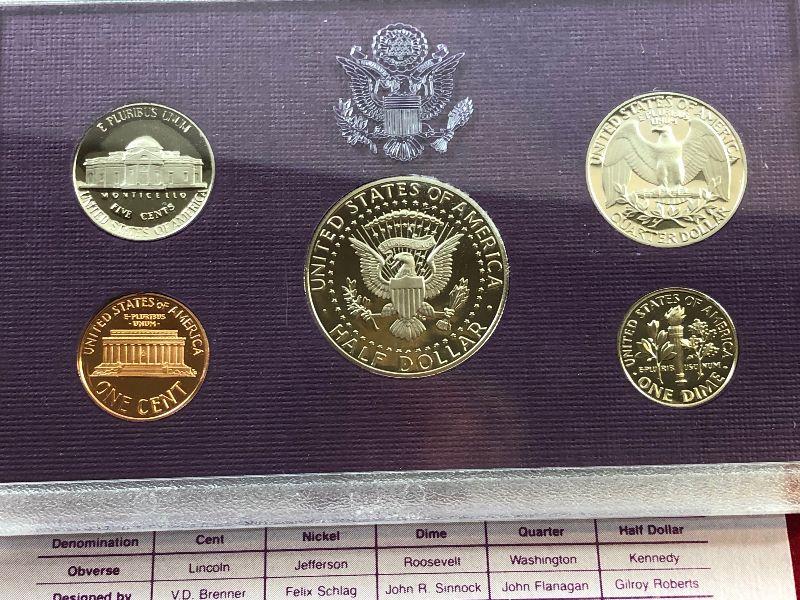 E PLURIBUS UNUM
MONTICELLO
FIVE CENTS
UNITED STATES OF AMERICA
UNITED STATES OF AMERICA
HALF DOLLAR
UNITED STATES OF AMERICA
E PLURIBUS
UNUM
QUARTER DOLLAR
UNITED STATES OF AMERICA
E·PLURIBUS
·UNUM·
ONE CENT
UNITED STATES OF AMERICA
E·PLURIBUS UNUM·
ONE DIME
Denomination Cent Nickel Dime Quarter Half Dollar
Obverse Lincoln Jefferson Roosevelt Washington Kennedy
Designed by V.D. Brenner Felix Schlag John R. Sinnock John Flanagan Gilroy Roberts